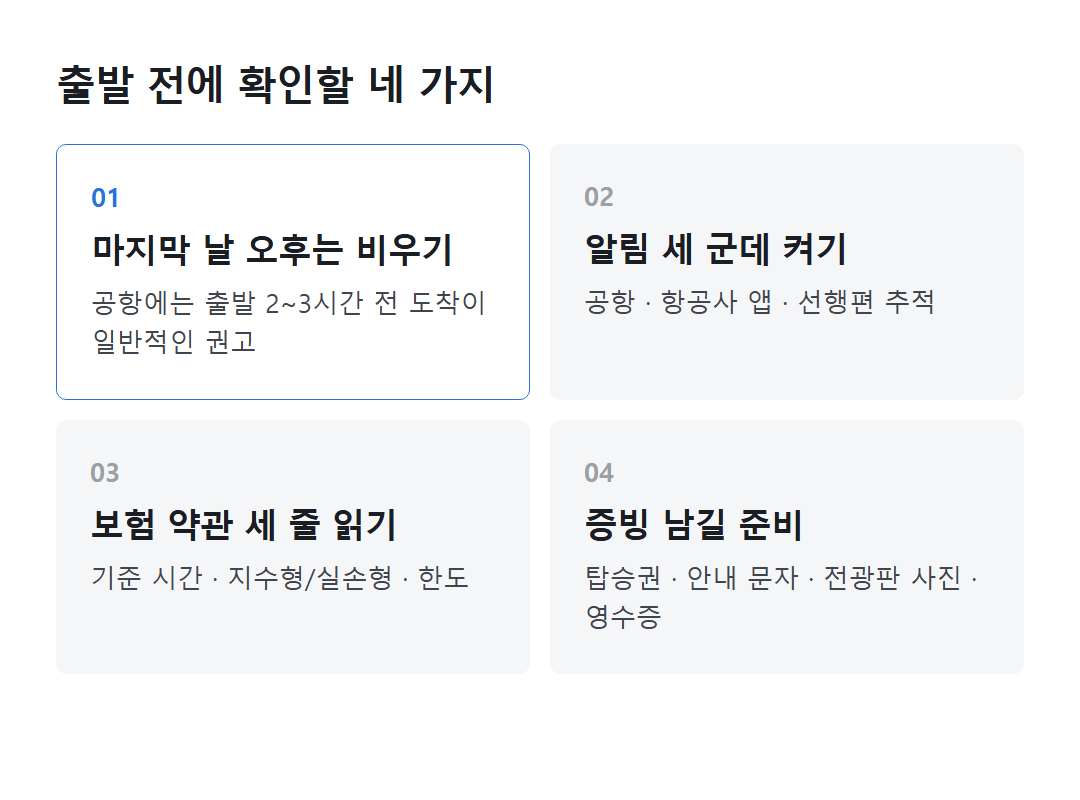 출발 전에 확인할 네 가지
01
마지막 날 오후는 비우기
공항에는 출발 2~3시간 전 도착이
일반적인 권고
02
알림 세 군데 켜기
공항 · 항공사 앱 · 선행편 추적
03
보험 약관 세 줄 읽기
기준 시간 · 지수형/실손형 · 한도
04
증빙 남길 준비
탑승권 · 안내 문자 · 전광판 사진 ·
영수증